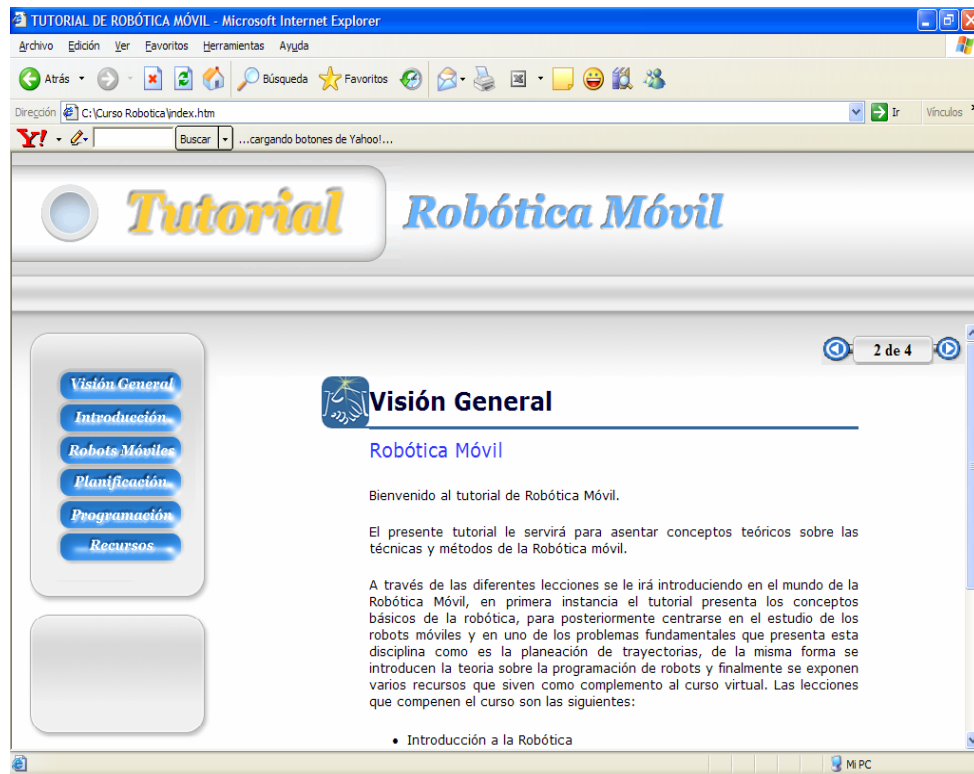 TUTORIAL DE ROBÓTICA MÓVIL - Microsoft Internet Explorer
Archivo Edición Ver Favoritos Herramientas Ayuda
Atrás Búsqueda Favoritos
Dirección C:\Curso Robotica\index.htm Ir Vínculos
Y! Buscar ...cargando botones de Yahoo!...
Tutorial Robótica Móvil
2 de 4
Visión General
Introducción
Robots Móviles
Planificación
Programación
Recursos
Visión General
Robótica Móvil
Bienvenido al tutorial de Robótica Móvil.
El presente tutorial le servirá para asentar conceptos teóricos sobre las
técnicas y métodos de la Robótica móvil.
A través de las diferentes lecciones se le irá introduciendo en el mundo de la
Robótica Móvil, en primera instancia el tutorial presenta los conceptos
básicos de la robótica, para posteriormente centrarse en el estudio de los
robots móviles y en uno de los problemas fundamentales que presenta esta
disciplina como es la planeación de trayectorias, de la misma forma se
introducen la teoria sobre la programación de robots y finalmente se exponen
varios recursos que siven como complemento al curso virtual. Las lecciones
que compenen el curso son las siguientes:
• Introducción a la Robótica
Mi PC